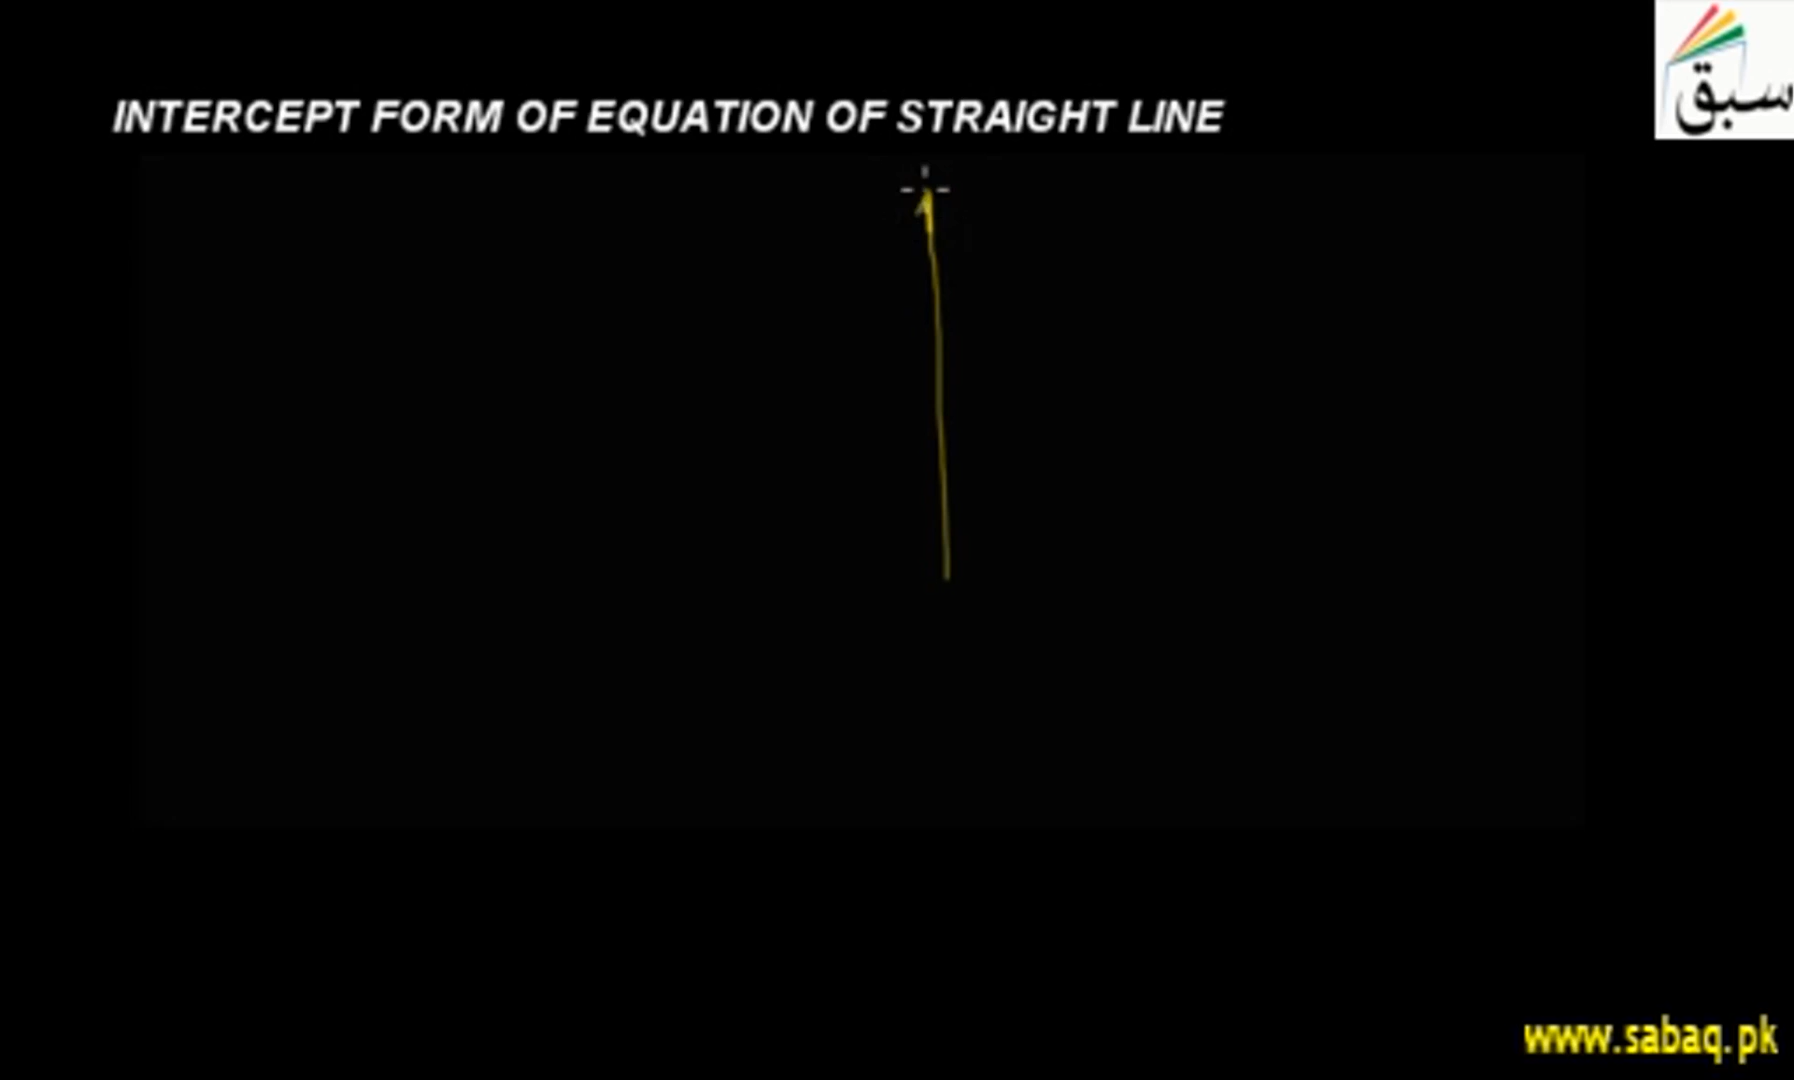 سبق
INTERCEPT FORM OF EQUATION OF STRAIGHT LINE
www.sabaq.pk